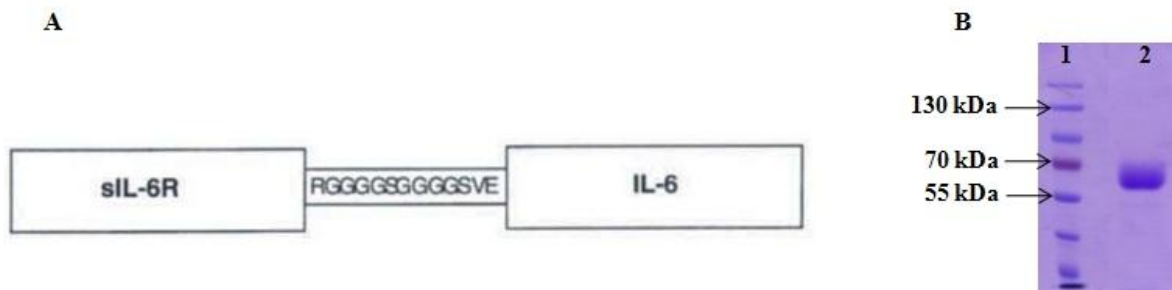 A
B
sIL-6R
RGGGGSGGGGSVE
IL-6
1
2
130 kDa
70 kDa
55 kDa